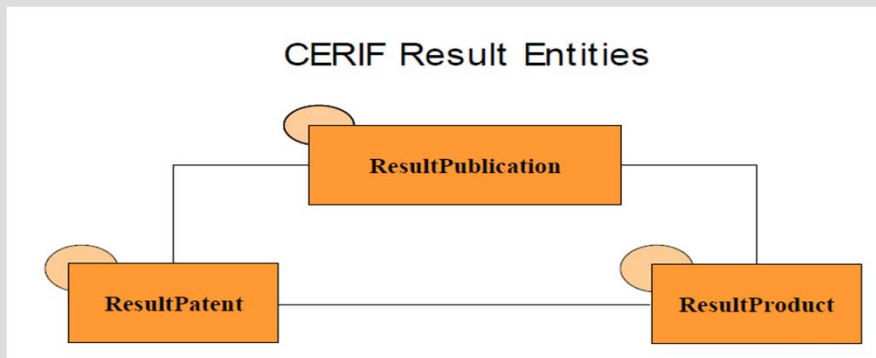 CERIF Result Entities
ResultPublication
ResultPatent
ResultProduct